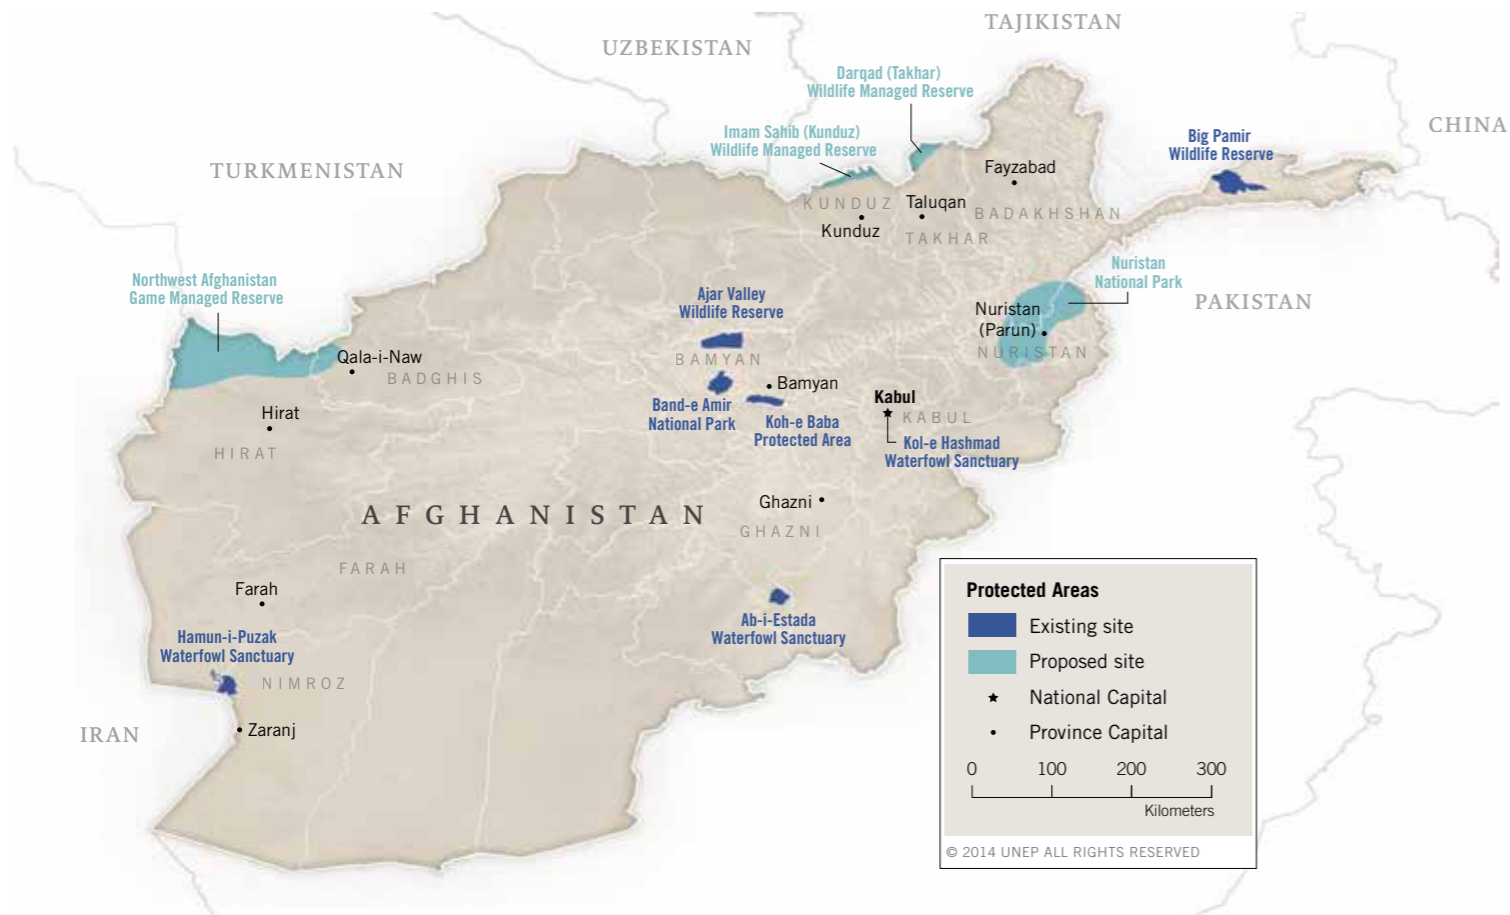 TAJIKISTAN
UZBEKISTAN
Darqad (Takhar)
Wildlife Managed Reserve
CHINA
Imam Sahib (Kunduz)
Wildlife Managed Reserve
Big Pamir
Wildlife Reserve
TURKMENISTAN
Fayzabad
KUNDUZ
Taluqan
BADAKHSHAN
Kunduz
TAKHAR
Northwest Afghanistan
Game Managed Reserve
Nuristan
National Park
PAKISTAN
Ajar Valley
Wildlife Reserve
Nuristan
(Parun)
NURISTAN
Qala-i-Naw
BADGHIS
BAMYAN
Bamyan
Band-e Amir
National Park
Koh-e Baba
Protected Area
Kabul
KABUL
Kol-e Hashmad
Waterfowl Sanctuary
Hirat
HIRAT
AFGHANISTAN
Ghazni
GHAZNI
FARAH
Farah
Ab-i-Estada
Waterfowl Sanctuary
Hamun-i-Puzak
Waterfowl Sanctuary
NIMROZ
IRAN
Zaranj
Protected Areas
Existing site
Proposed site
National Capital
Province Capital
0 100 200 300
Kilometers
© 2014 UNEP ALL RIGHTS RESERVED